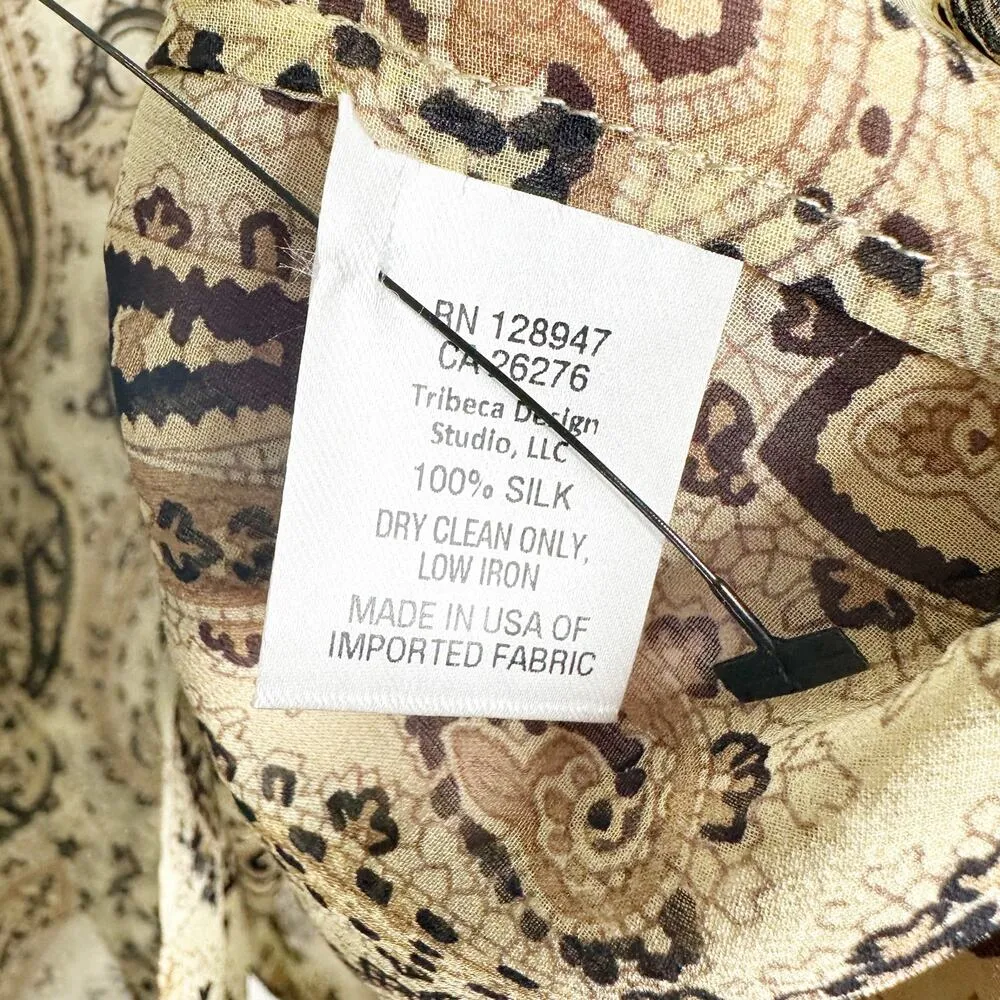 RN 128947
CA 26276
Tribeca Design
Studio, LLC
100% SILK
DRY CLEAN ONLY,
LOW IRON
MADE IN USA OF
IMPORTED FABRIC